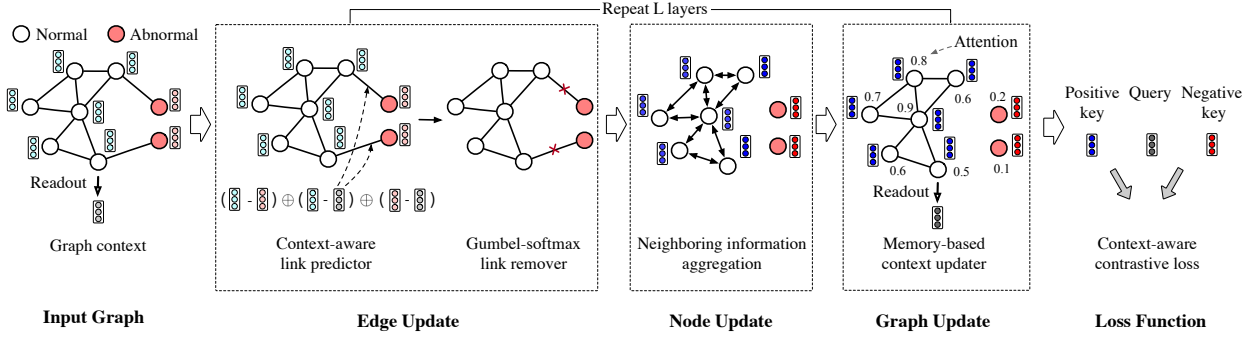 Repeat L layers
Normal
Abnormal
Readout
Graph context
Input Graph
( - ) ⊕ ( - ) ⊕ ( - )
Context-aware
link predictor
Gumbel-softmax
link remover
Edge Update
Neighboring information
aggregation
Node Update
Attention
0.8
0.6
0.7
0.9
0.2
0.6
0.5
0.1
Readout
Memory-based
context updater
Graph Update
Positive
key
Query
Negative
key
Context-aware
contrastive loss
Loss Function